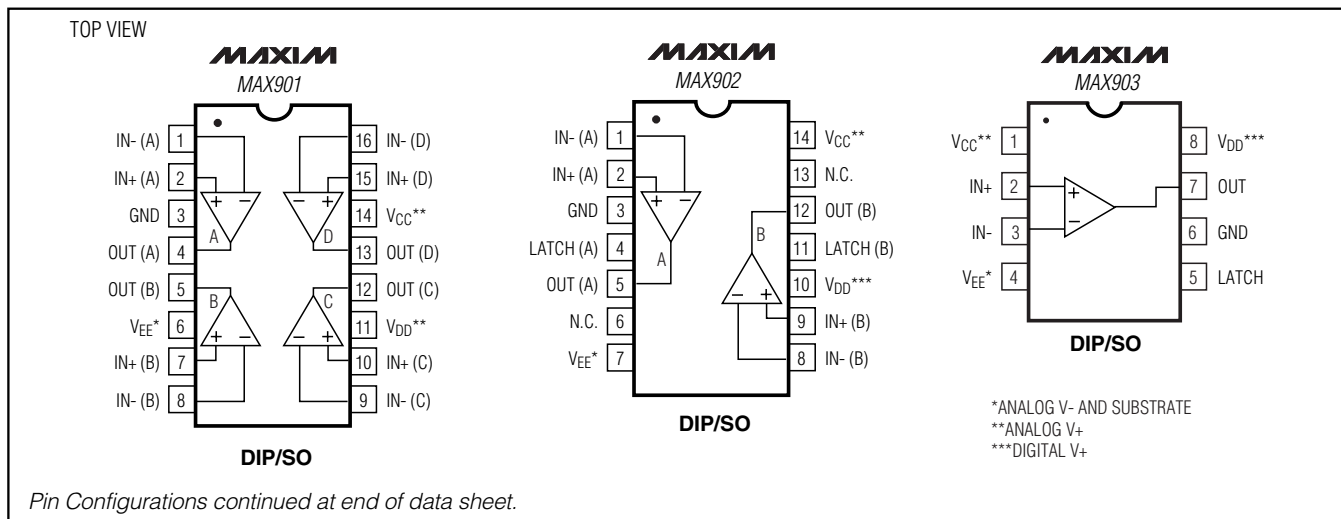 TOP VIEW
MAXIM
MAX901
IN- (A) 1
IN+ (A) 2
GND 3
OUT (A) 4
OUT (B) 5
VEE* 6
IN+ (B) 7
IN- (B) 8
16 IN- (D)
15 IN+ (D)
14 VCC**
13 OUT (D)
12 OUT (C)
11 VDD**
10 IN+ (C)
9 IN- (C)
+ − A
+ − D
B + −
C − +
DIP/SO
MAXIM
MAX902
IN- (A) 1
IN+ (A) 2
GND 3
LATCH (A) 4
OUT (A) 5
N.C. 6
VEE* 7
14 VCC**
13 N.C.
12 OUT (B)
11 LATCH (B)
10 VDD***
9 IN+ (B)
8 IN- (B)
+ − A
B − +
DIP/SO
MAXIM
MAX903
VCC** 1
IN+ 2
IN- 3
VEE* 4
8 VDD***
7 OUT
6 GND
5 LATCH
+
−
DIP/SO
*ANALOG V- AND SUBSTRATE
**ANALOG V+
***DIGITAL V+
Pin Configurations continued at end of data sheet.